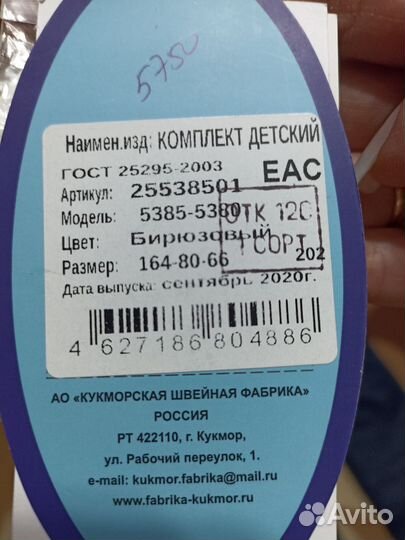 5750
Наимен.изд: КОМПЛЕКТ ДЕТСКИЙ
ГОСТ 25295-2003 EAC
Артикул: 25538501
Модель: 5385-5380
ОТК 12С
Цвет: Бирюзовый
1 СОРТ
Размер: 164-80-66
202
Дата выпуска: сентябрь 2020г.
4 627186 804886
АО «КУКМОРСКАЯ ШВЕЙНАЯ ФАБРИКА»
РОССИЯ
РТ 422110, г. Кукмор,
ул. Рабочий переулок, 1.
e-mail: kukmor.fabrika@mail.ru
www.fabrika-kukmor.ru
Avito